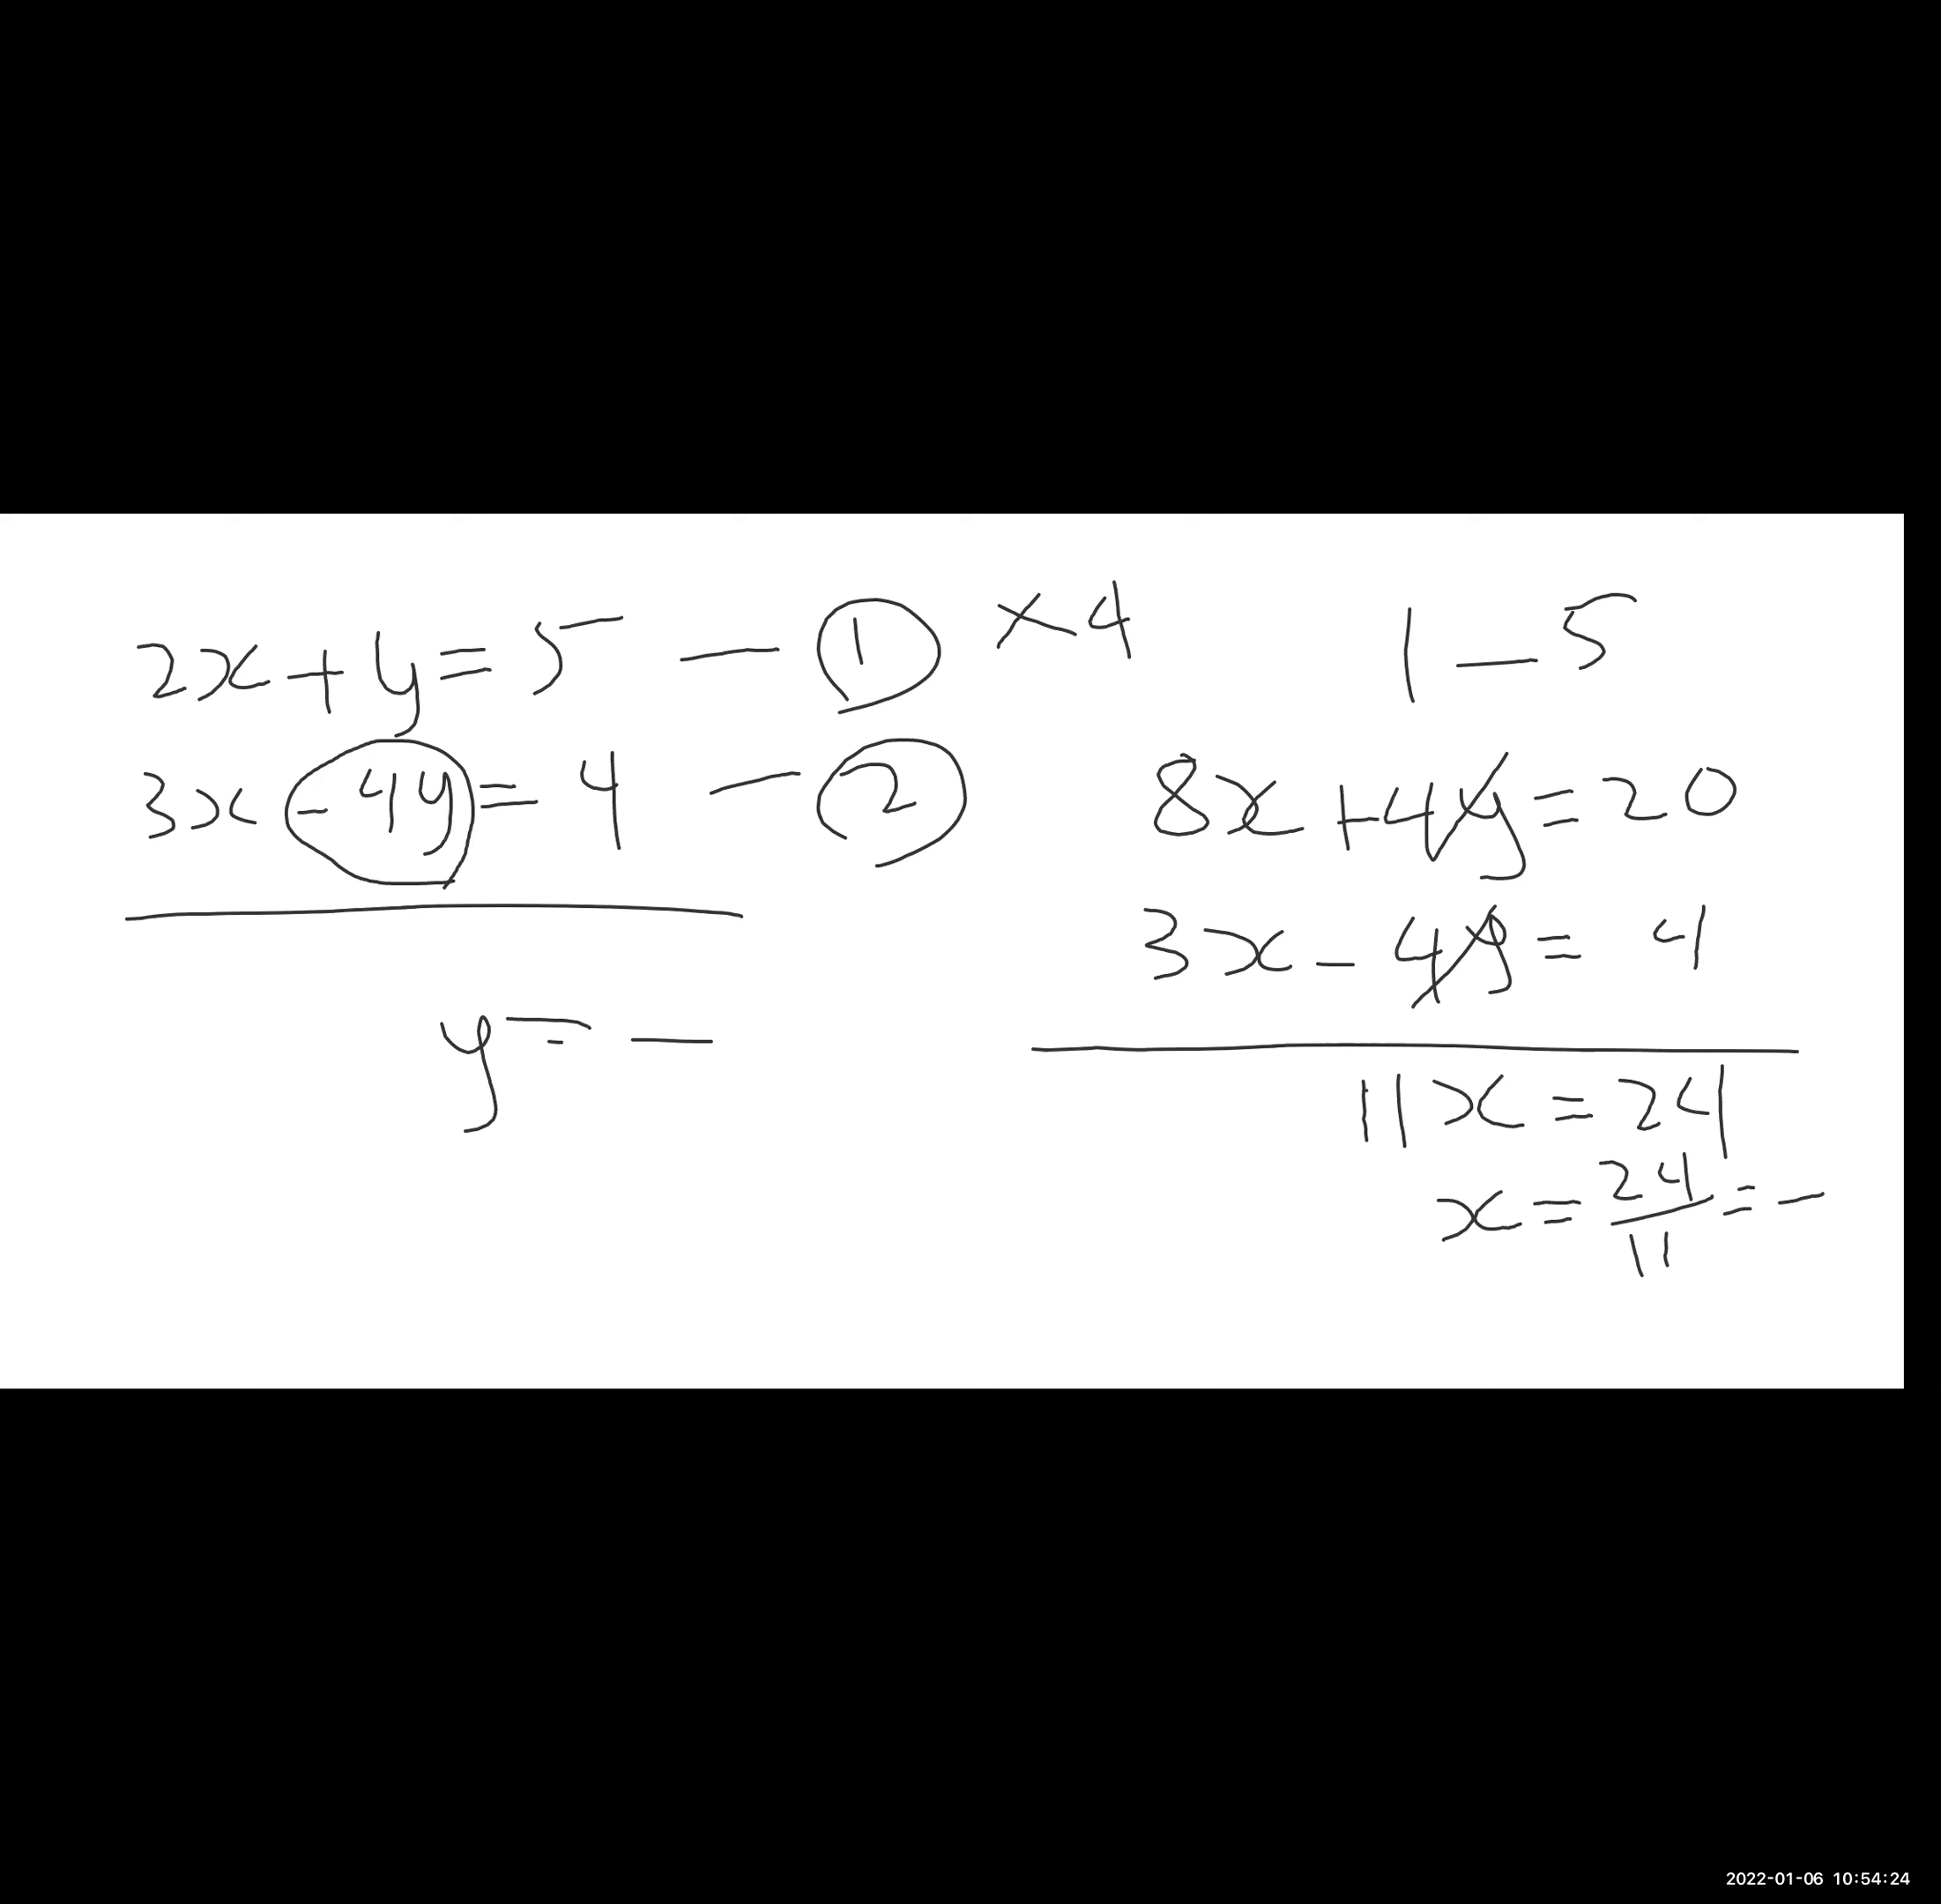 2x + y = 5 — ① ×4
3x - 4y = 4 — ②
y = —
1 — 5
8x + 4y = 20
3x - 4y = 4
11x = 24
x = 24/11 = —
2022-01-06 10:54:24